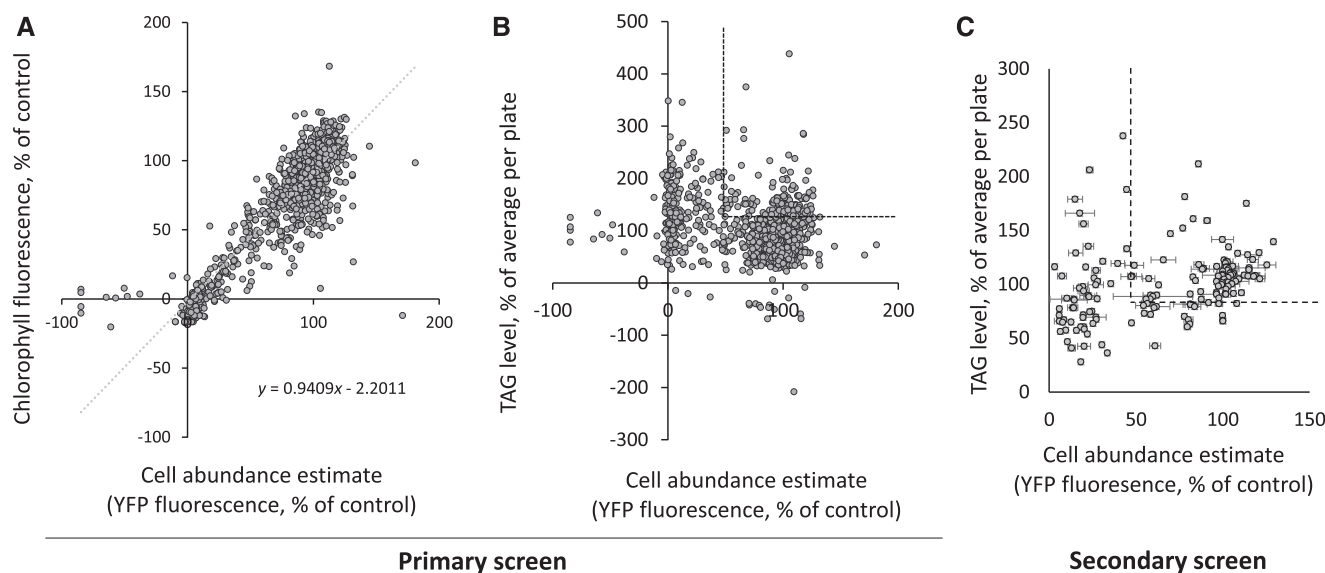 A
Chlorophyll fluorescence, % of control
200
150
100
50
0
-50
-100
-100
0
100
200
y = 0.9409x - 2.2011
Cell abundance estimate
(YFP fluorescence, % of control)
B
TAG level, % of average per plate
500
400
300
200
100
0
-100
-200
-300
-100
0
100
200
Cell abundance estimate
(YFP fluorescence, % of control)
Primary screen
C
TAG level, % of average per plate
300
250
200
150
100
50
0
0
50
100
150
Cell abundance estimate
(YFP fluoresence, % of control)
Secondary screen